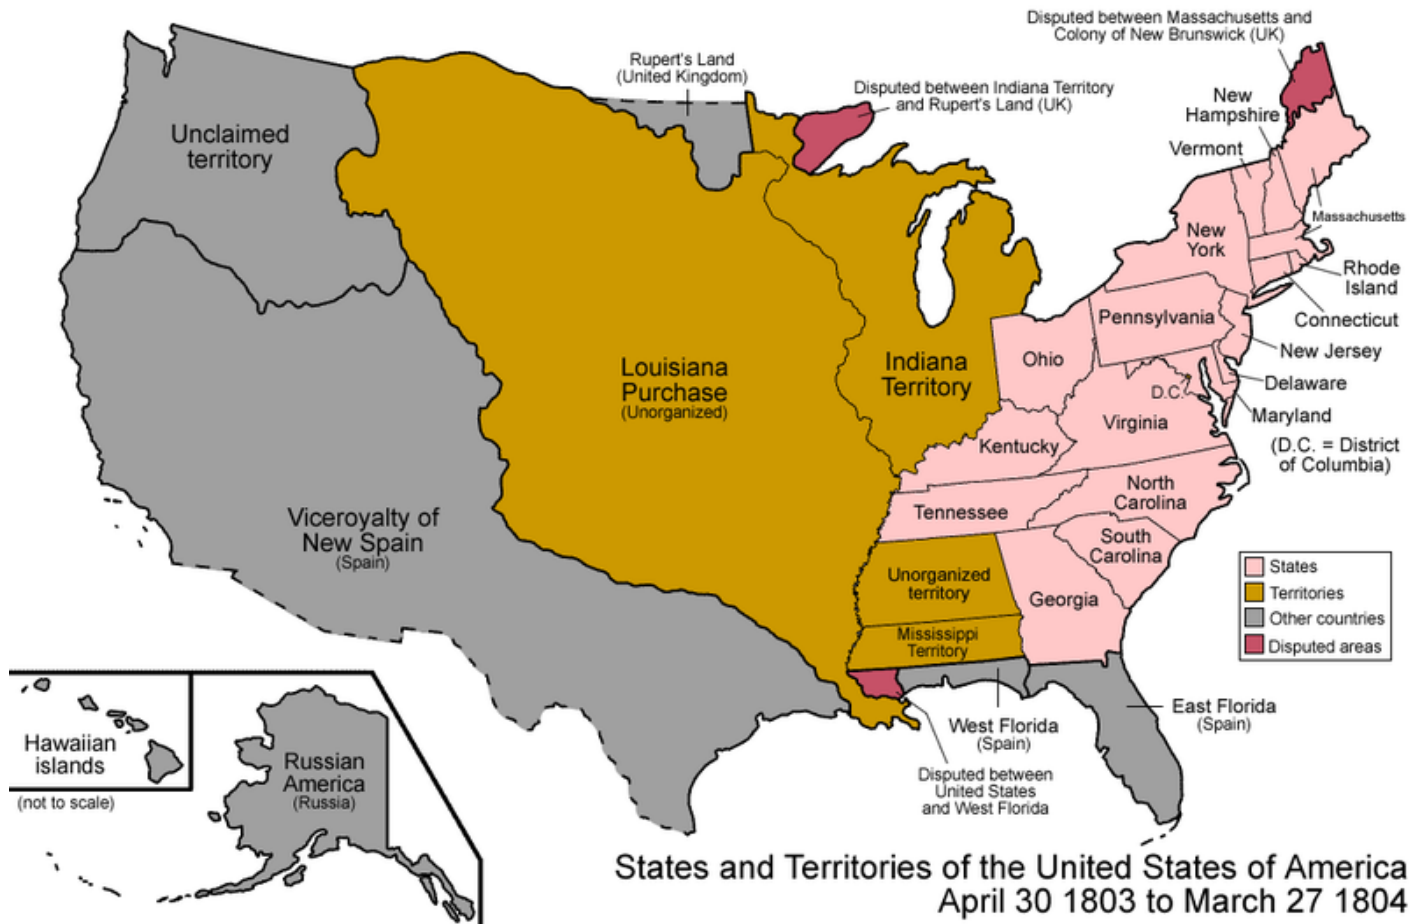 Disputed between Massachusetts and
Colony of New Brunswick (UK)
Rupert's Land
(United Kingdom)
Disputed between Indiana Territory
and Rupert's Land (UK)
New
Hampshire
Vermont
Unclaimed
territory
Massachusetts
New
York
Rhode
Island
Connecticut
Pennsylvania
New Jersey
Ohio
Delaware
Louisiana
Purchase
(Unorganized)
Indiana
Territory
D.C.
Maryland
Virginia
(D.C. = District
of Columbia)
Kentucky
North
Carolina
Tennessee
Viceroyalty of
New Spain
(Spain)
South
Carolina
Unorganized
territory
Georgia
States
Territories
Other countries
Disputed areas
Mississippi
Territory
East Florida
(Spain)
West Florida
(Spain)
Disputed between
United States
and West Florida
Hawaiian
islands
(not to scale)
Russian
America
(Russia)
States and Territories of the United States of America
April 30 1803 to March 27 1804